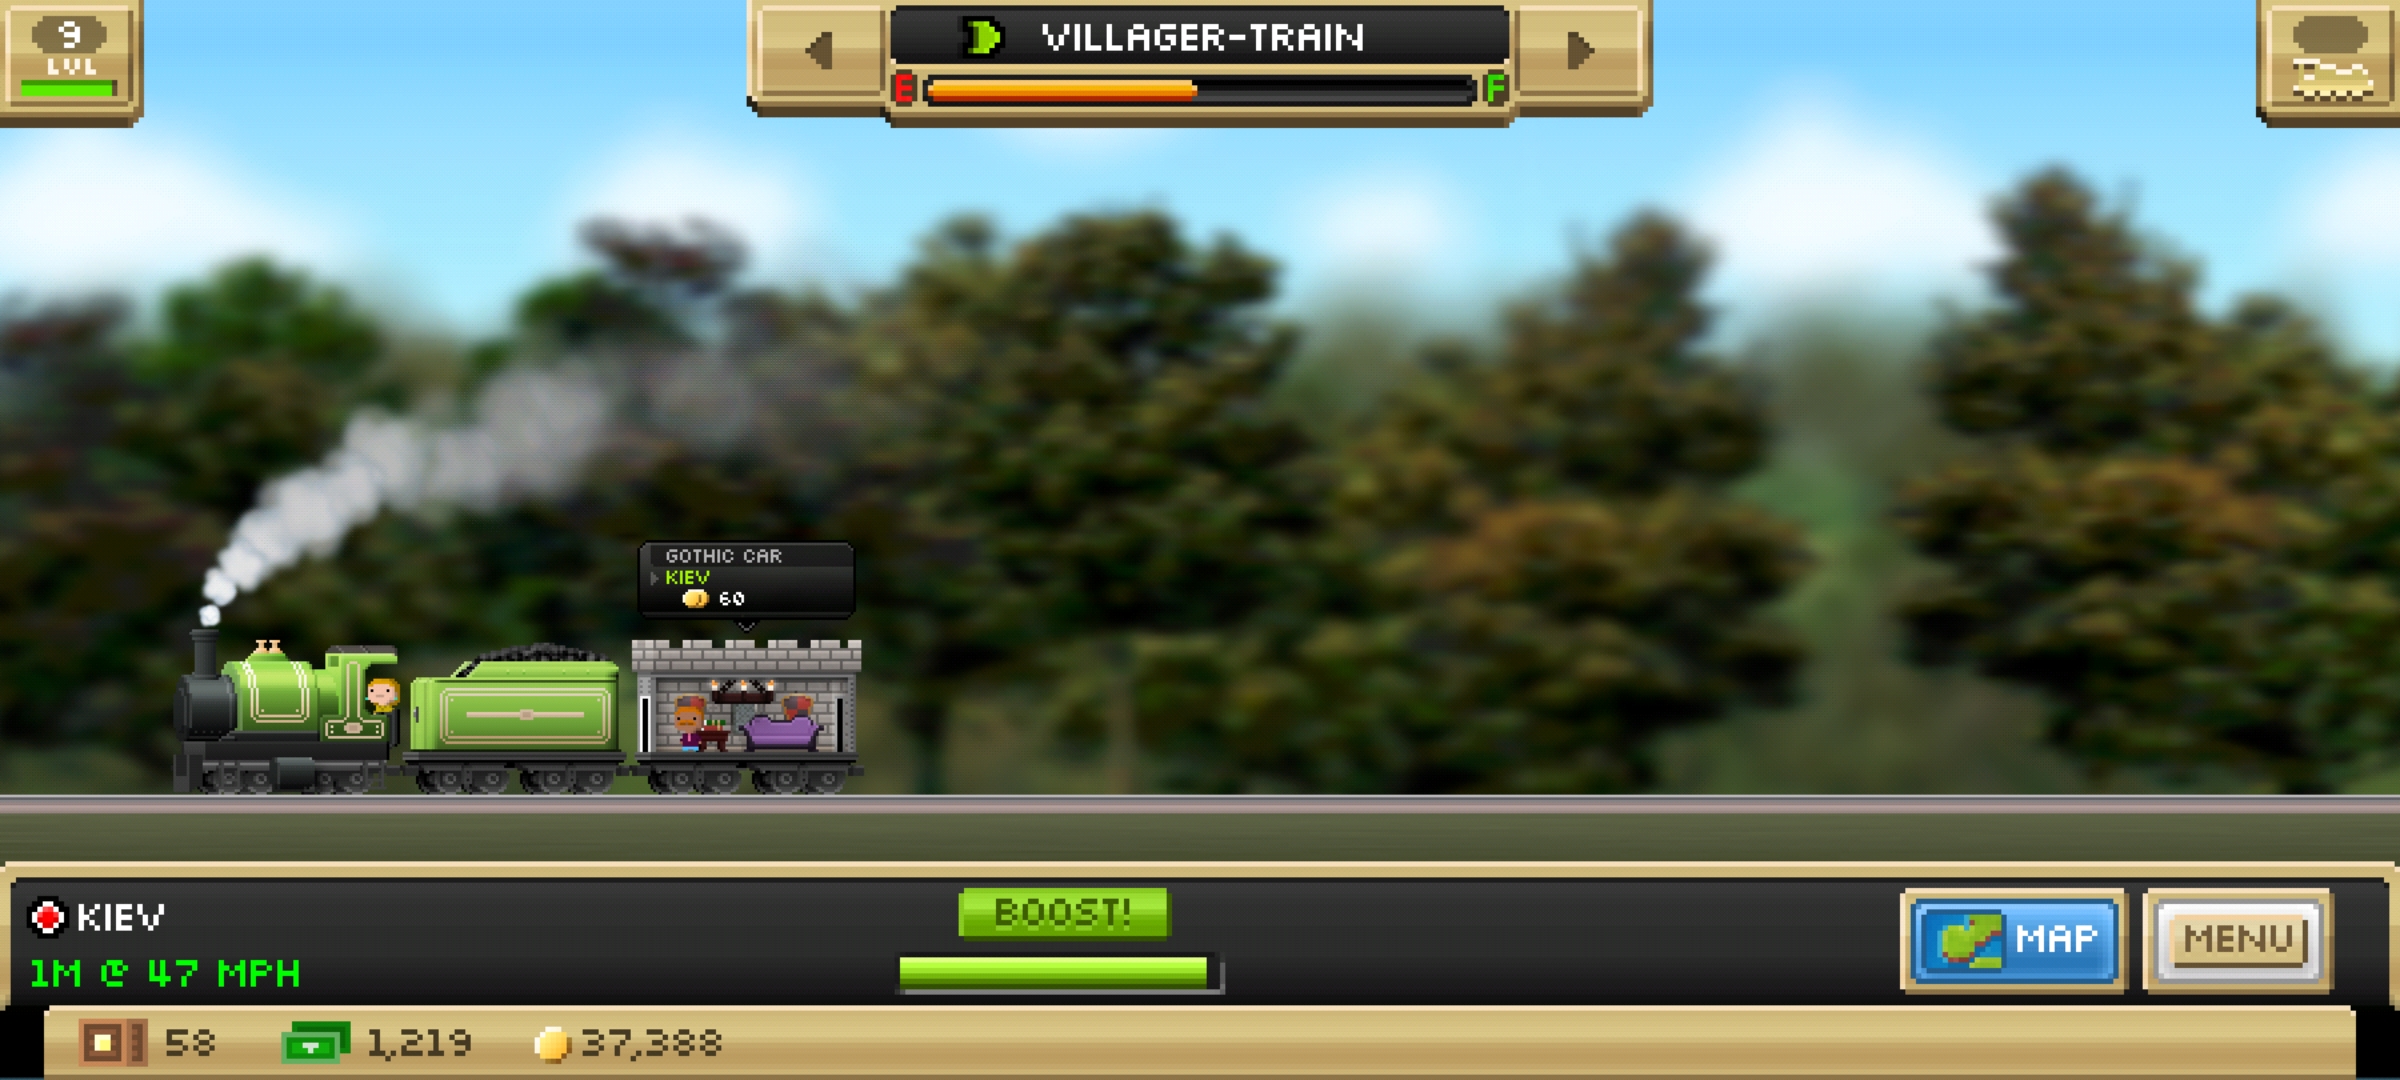 9
LVL
VILLAGER-TRAIN
E F
GOTHIC CAR
KIEV
60
KIEV
1M @ 47 MPH
BOOST!
MAP
MENU
58 1,219 37,388